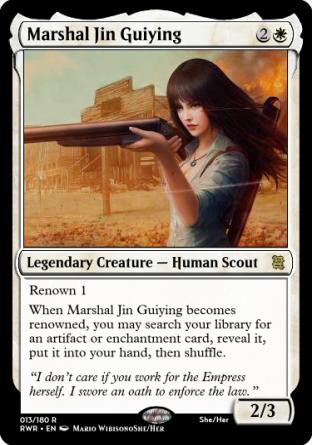 Marshal Jin Guiying 2
Legendary Creature — Human Scout
Renown 1
When Marshal Jin Guiying becomes
renowned, you may search your library for
an artifact or enchantment card, reveal it,
put it into your hand, then shuffle.
"I don't care if you work for the Empress
herself. I swore an oath to enforce the law."
2/3
013/180 R
RWR • EN Mario WibisonoShe/Her
She/Her